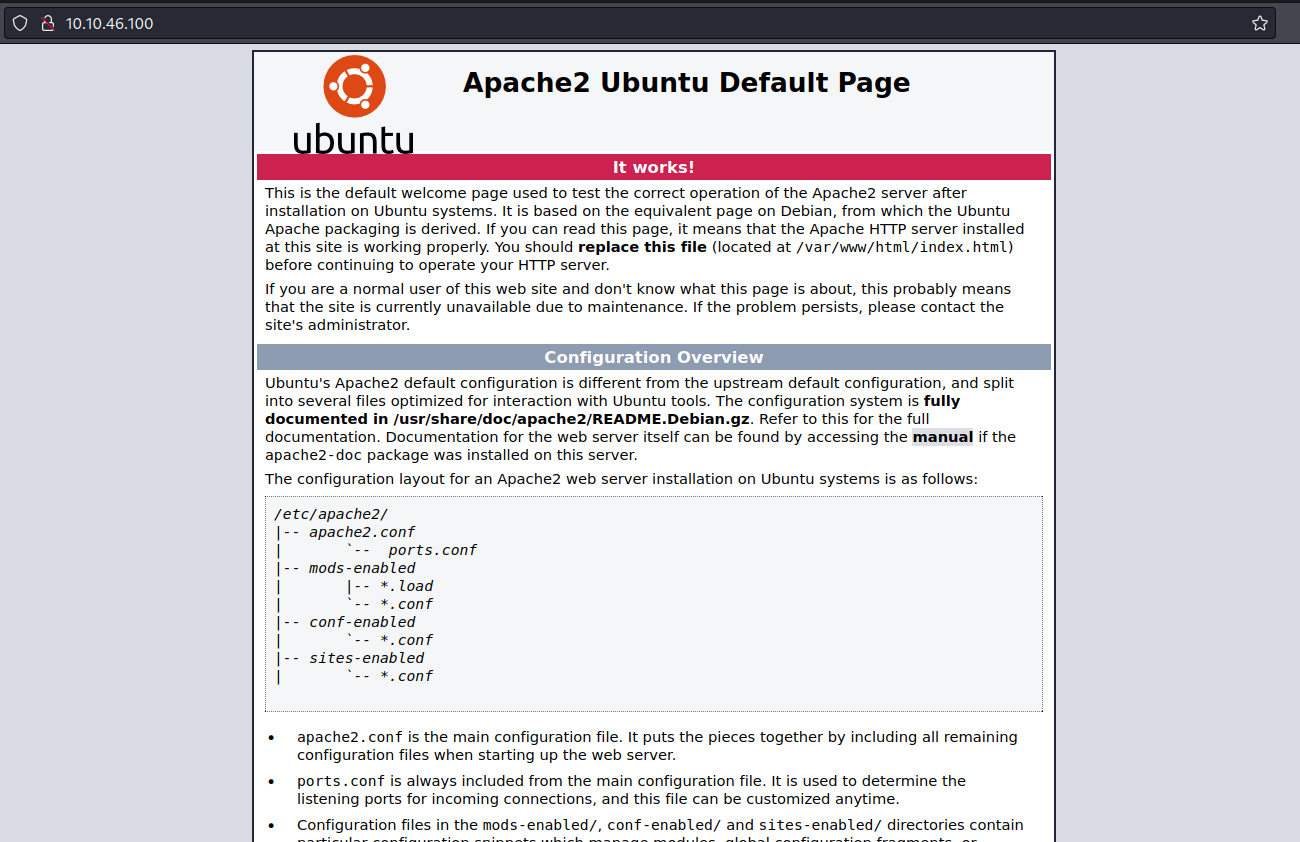 10.10.46.100
Apache2 Ubuntu Default Page
ubuntu
It works!
This is the default welcome page used to test the correct operation of the Apache2 server after
installation on Ubuntu systems. It is based on the equivalent page on Debian, from which the Ubuntu
Apache packaging is derived. If you can read this page, it means that the Apache HTTP server installed
at this site is working properly. You should replace this file (located at /var/www/html/index.html)
before continuing to operate your HTTP server.
If you are a normal user of this web site and don't know what this page is about, this probably means
that the site is currently unavailable due to maintenance. If the problem persists, please contact the
site's administrator.
Configuration Overview
Ubuntu's Apache2 default configuration is different from the upstream default configuration, and split
into several files optimized for interaction with Ubuntu tools. The configuration system is fully
documented in /usr/share/doc/apache2/README.Debian.gz. Refer to this for the full
documentation. Documentation for the web server itself can be found by accessing the manual if the
apache2-doc package was installed on this server.
The configuration layout for an Apache2 web server installation on Ubuntu systems is as follows:
/etc/apache2/
|-- apache2.conf
|       `--  ports.conf
|-- mods-enabled
|       |-- *.load
|       `-- *.conf
|-- conf-enabled
|       `-- *.conf
|-- sites-enabled
|       `-- *.conf
• apache2.conf is the main configuration file. It puts the pieces together by including all remaining
configuration files when starting up the web server.
• ports.conf is always included from the main configuration file. It is used to determine the
listening ports for incoming connections, and this file can be customized anytime.
• Configuration files in the mods-enabled/, conf-enabled/ and sites-enabled/ directories contain
particular configuration snippets which manage modules, global configuration fragments, or